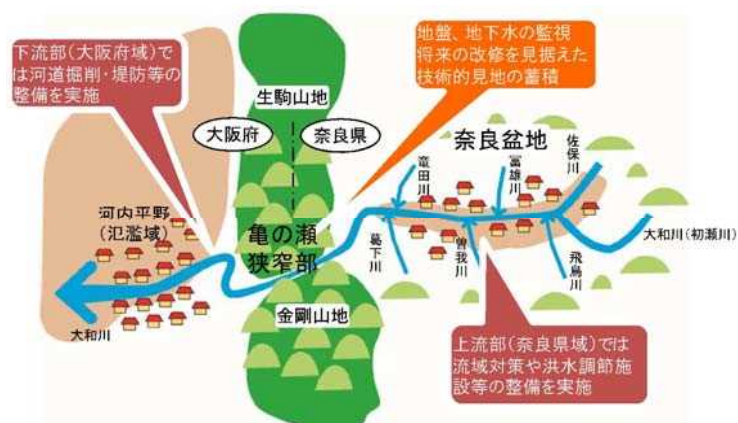 下流部(大阪府域)で
は河道掘削・堤防等の
整備を実施
地盤、地下水の監視
将来の改修を見据えた
技術的見地の蓄積
生駒山地
大阪府
奈良県
奈良盆地
佐保川
竜田川
富雄川
河内平野
(氾濫域)
亀の瀬
狭窄部
葛下川
曽我川
飛鳥川
大和川(初瀬川)
大和川
金剛山地
上流部(奈良県域)では
流域対策や洪水調節施
設等の整備を実施